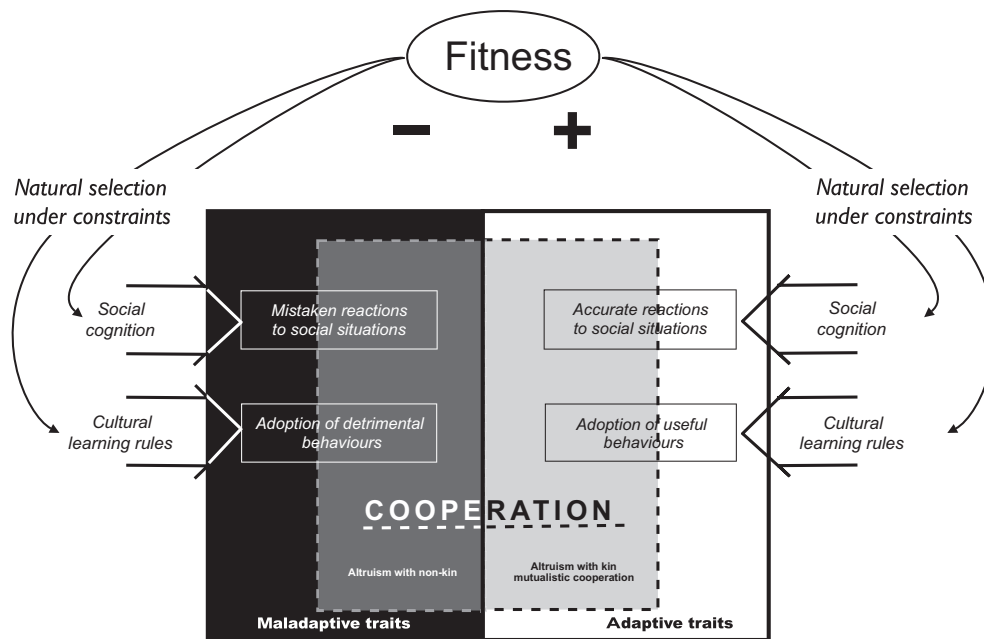 Fitness
− +
Natural selection
under constraints
Natural selection
under constraints
Social
cognition
Mistaken reactions
to social situations
Accurate reactions
to social situations
Social
cognition
Cultural
learning rules
Adoption of detrimental
behaviours
Adoption of useful
behaviours
Cultural
learning rules
COOPERATION
Altruism with non-kin
Altruism with kin
mutualistic cooperation
Maladaptive traits
Adaptive traits